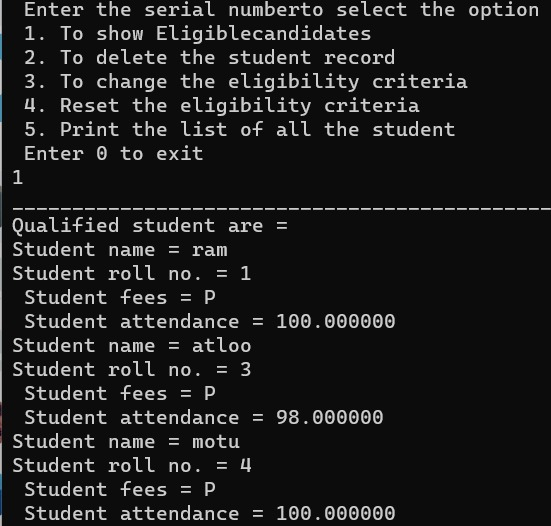 Enter the serial numberto select the option
1. To show Eligiblecandidates
2. To delete the student record
3. To change the eligibility criteria
4. Reset the eligibility criteria
5. Print the list of all the student
Enter 0 to exit
1
_____________________________________________
Qualified student are =
Student name = ram
Student roll no. = 1
Student fees = P
Student attendance = 100.000000
Student name = atloo
Student roll no. = 3
Student fees = P
Student attendance = 98.000000
Student name = motu
Student roll no. = 4
Student fees = P
Student attendance = 100.000000